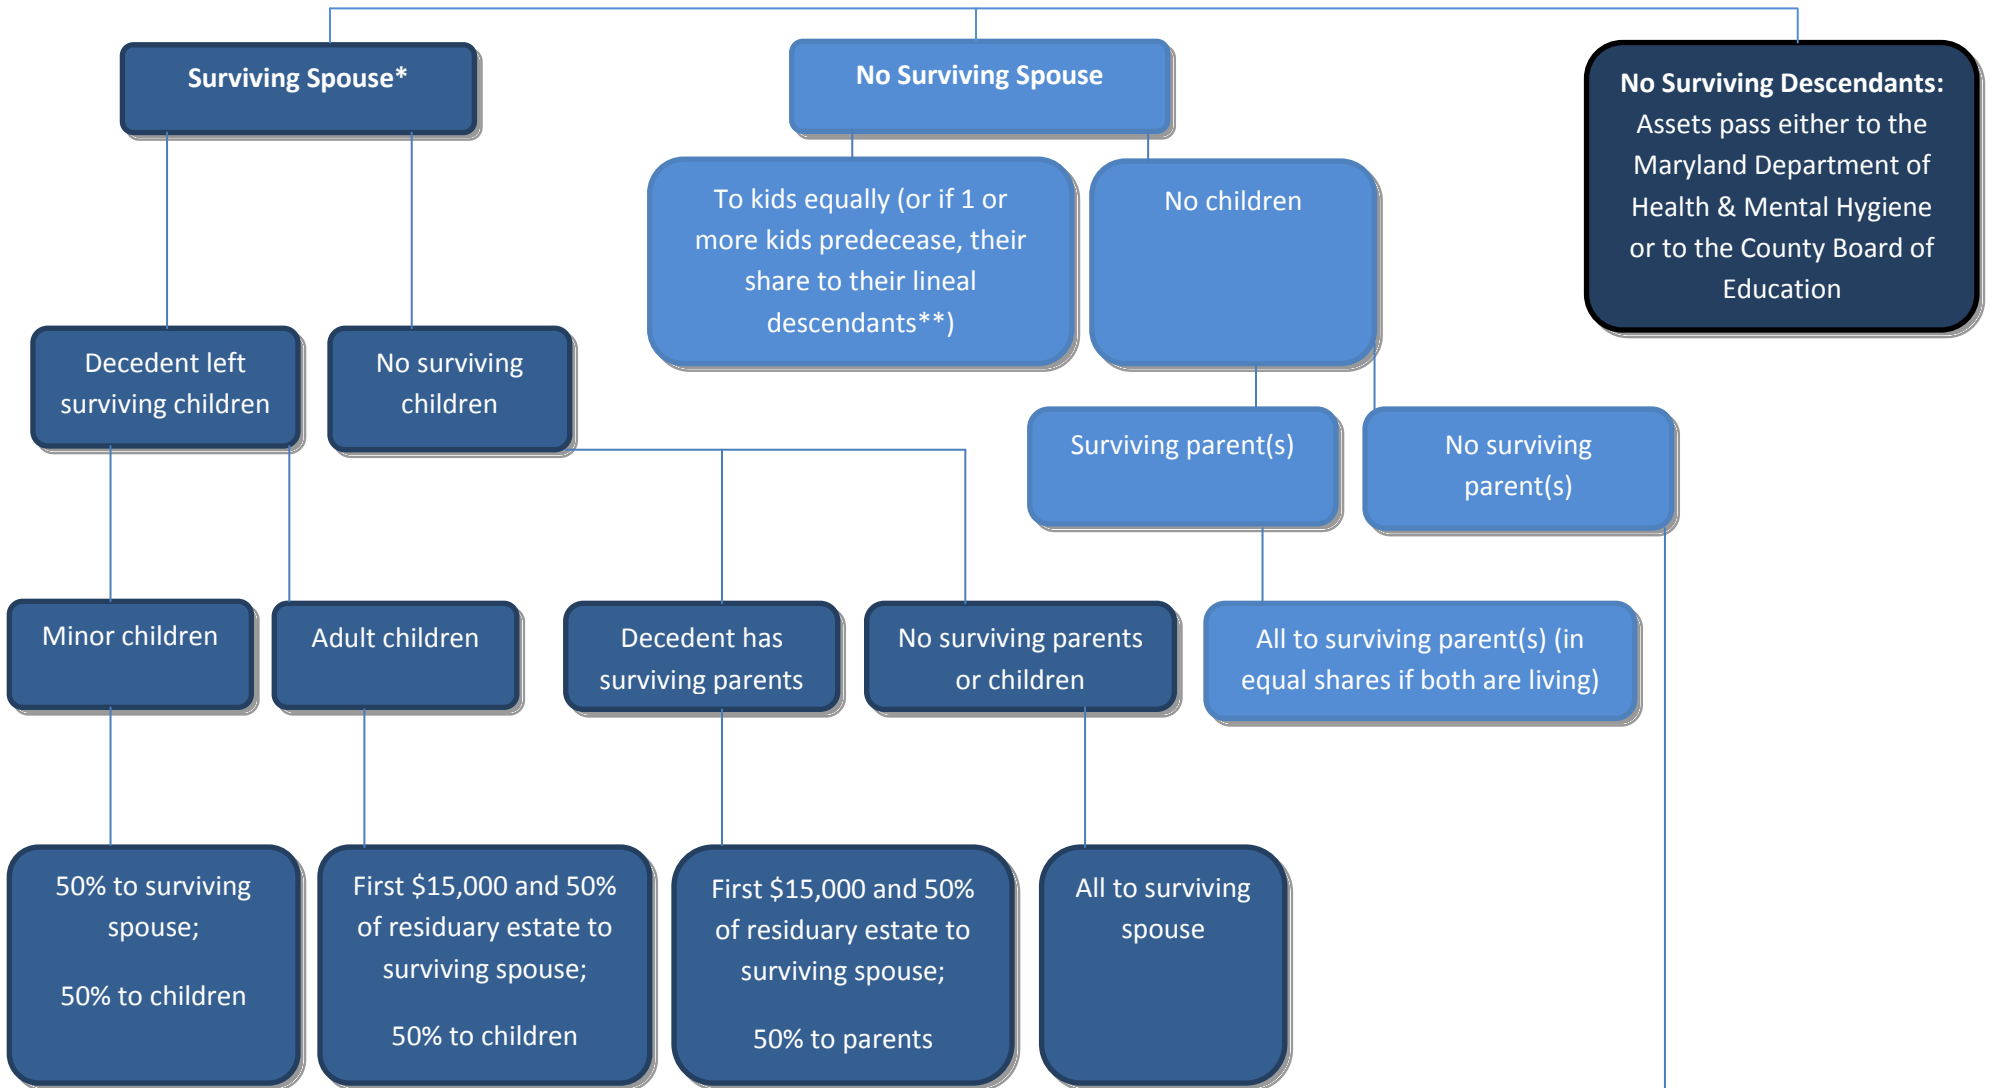 Surviving Spouse*
No Surviving Spouse
No Surviving Descendants:
Assets pass either to the
Maryland Department of
Health & Mental Hygiene
or to the County Board of
Education
To kids equally (or if 1 or
more kids predecease, their
share to their lineal
descendants**)
No children
Decedent left
surviving children
No surviving
children
Surviving parent(s)
No surviving
parent(s)
Minor children
Adult children
Decedent has
surviving parents
No surviving parents
or children
All to surviving parent(s) (in
equal shares if both are living)
50% to surviving
spouse;
50% to children
First $15,000 and 50%
of residuary estate to
surviving spouse;
50% to children
First $15,000 and 50%
of residuary estate to
surviving spouse;
50% to parents
All to surviving
spouse